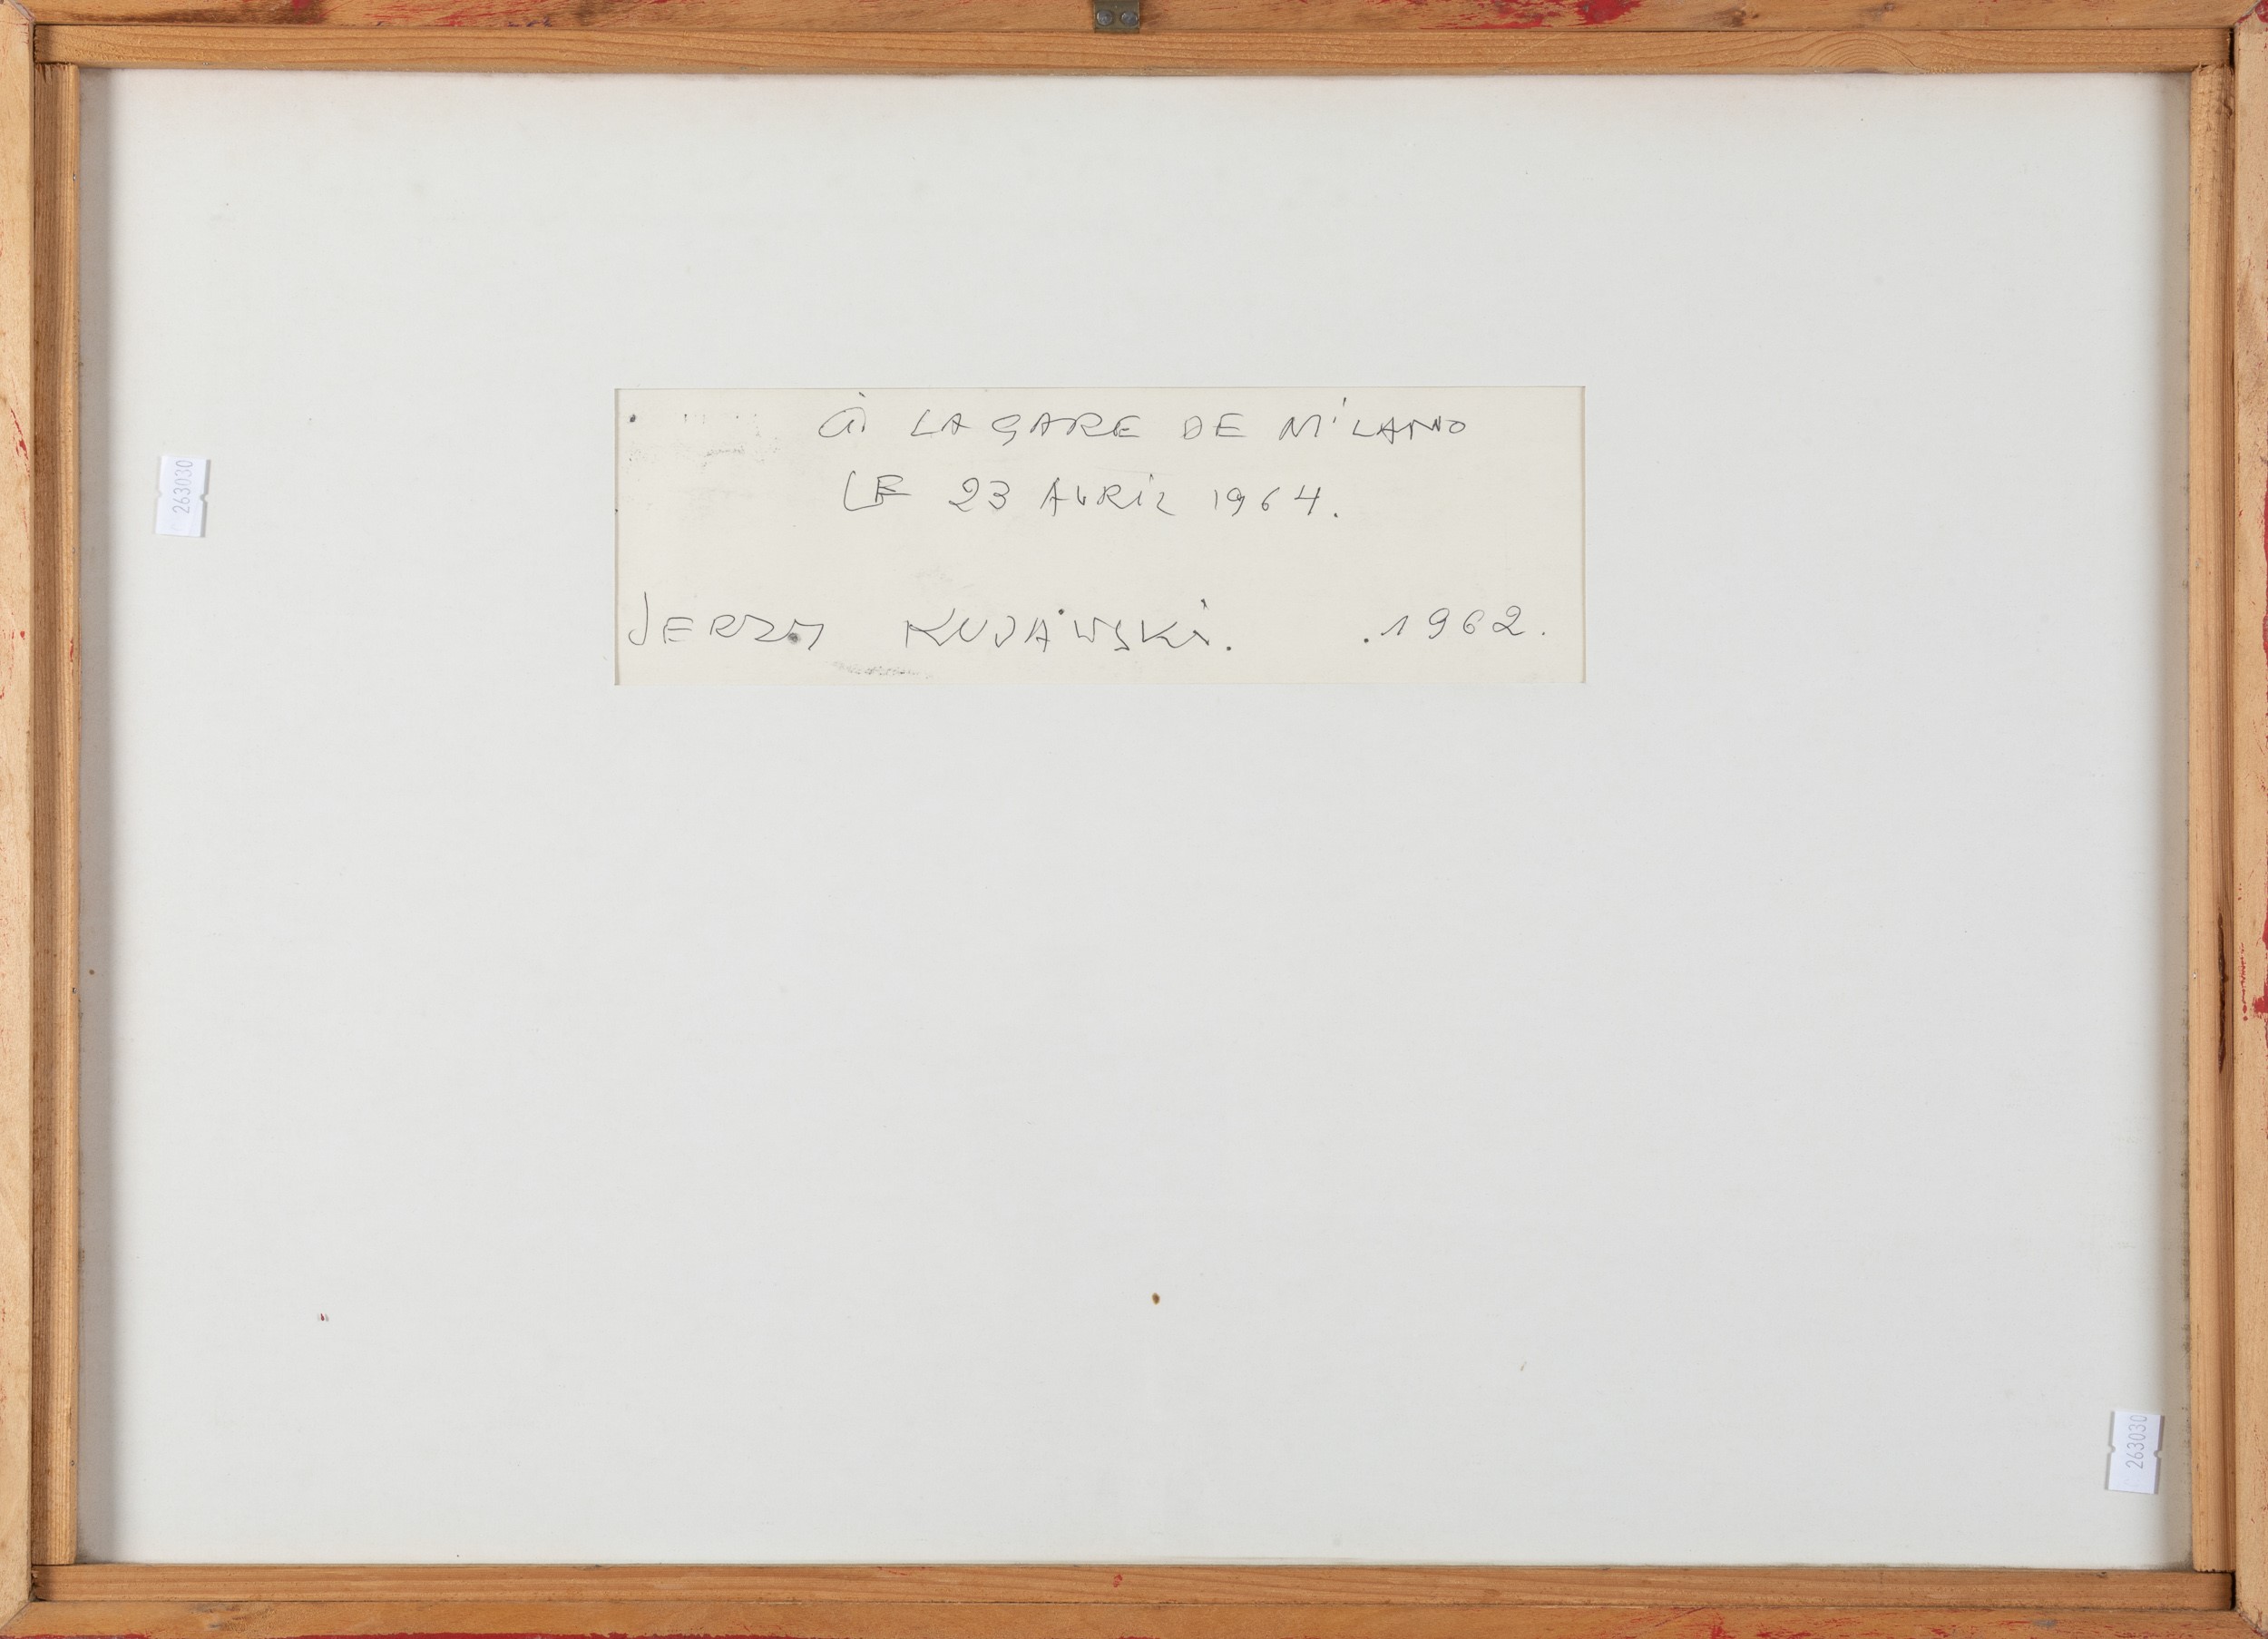 à LA GARE DE MiLANO
LE 23 AVRiL 1964.
JERZY KUJAWSKi. .1962.
263030
263030